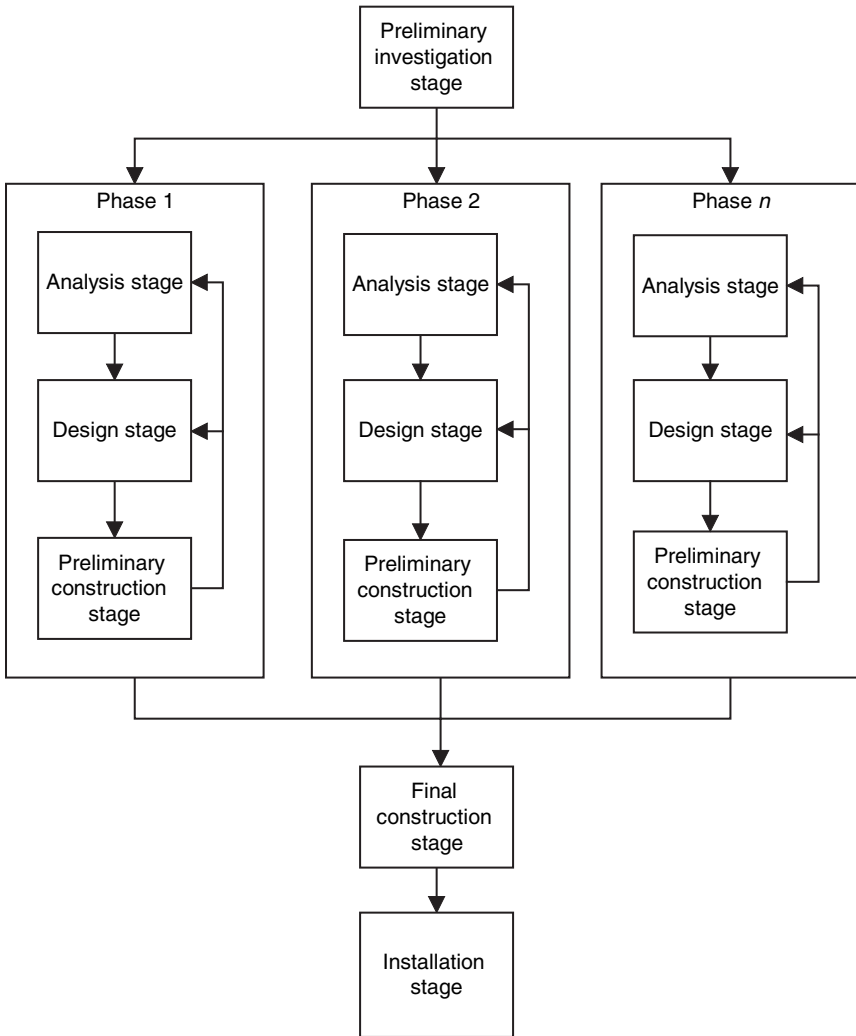 Preliminary
investigation
stage
Phase 1
Analysis stage
Design stage
Preliminary
construction
stage
Phase 2
Analysis stage
Design stage
Preliminary
construction
stage
Phase n
Analysis stage
Design stage
Preliminary
construction
stage
Final
construction
stage
Installation
stage